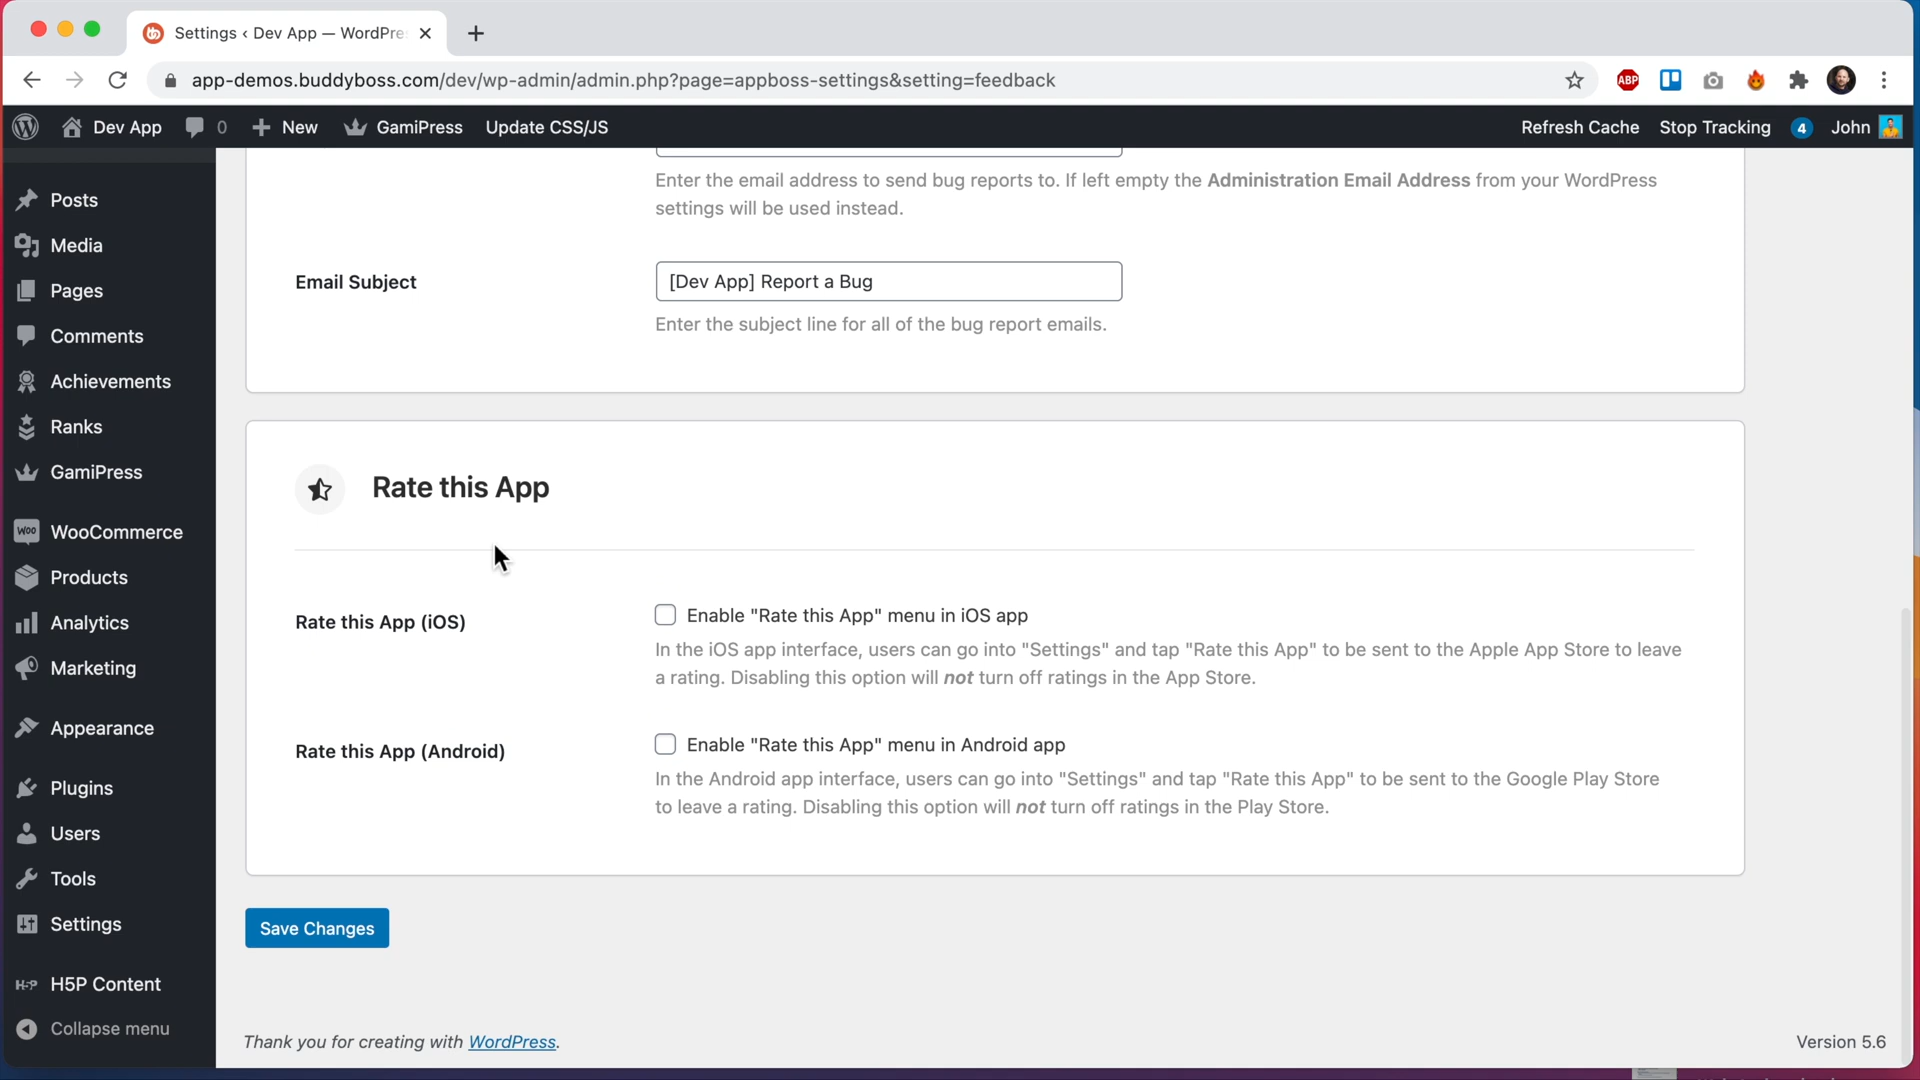 Settings ‹ Dev App — WordPre
app-demos.buddyboss.com/dev/wp-admin/admin.php?page=appboss-settings&setting=feedback
ABP
Dev App
0
New
GamiPress
Update CSS/JS
Refresh Cache
Stop Tracking
4
John
Posts
Media
Pages
Comments
Achievements
Ranks
GamiPress
WOO
WooCommerce
Products
Analytics
Marketing
Appearance
Plugins
Users
Tools
Settings
H5P
H5P Content
Collapse menu
Enter the email address to send bug reports to. If left empty the Administration Email Address from your WordPress
settings will be used instead.
Email Subject
[Dev App] Report a Bug
Enter the subject line for all of the bug report emails.
Rate this App
Rate this App (iOS)
Enable "Rate this App" menu in iOS app
In the iOS app interface, users can go into "Settings" and tap "Rate this App" to be sent to the Apple App Store to leave
a rating. Disabling this option will not turn off ratings in the App Store.
Rate this App (Android)
Enable "Rate this App" menu in Android app
In the Android app interface, users can go into "Settings" and tap "Rate this App" to be sent to the Google Play Store
to leave a rating. Disabling this option will not turn off ratings in the Play Store.
Save Changes
Thank you for creating with WordPress.
Version 5.6